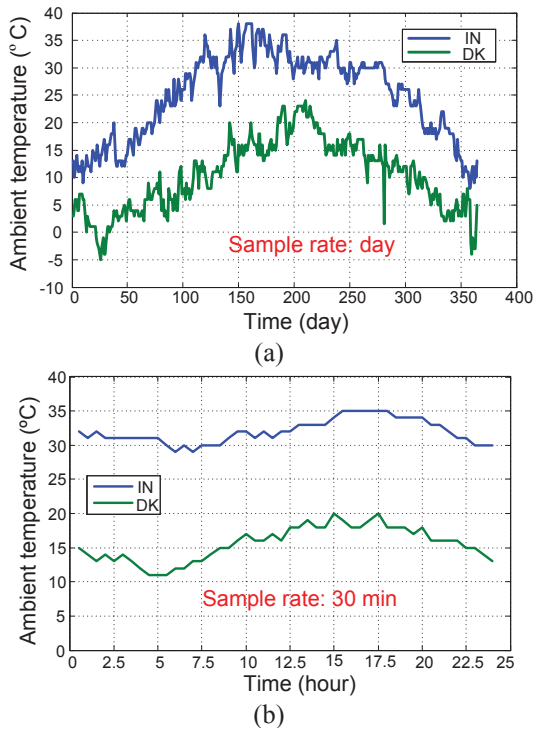 Ambient temperature (°C)
40
35
30
25
20
15
10
5
0
-5
-10
IN
DK
Sample rate: day
0 50 100 150 200 250 300 350 400
Time (day)
(a)
Ambient temperature (ºC)
40
35
30
25
20
15
10
5
0
IN
DK
Sample rate: 30 min
0 2.5 5 7.5 10 12.5 15 17.5 20 22.5 25
Time (hour)
(b)